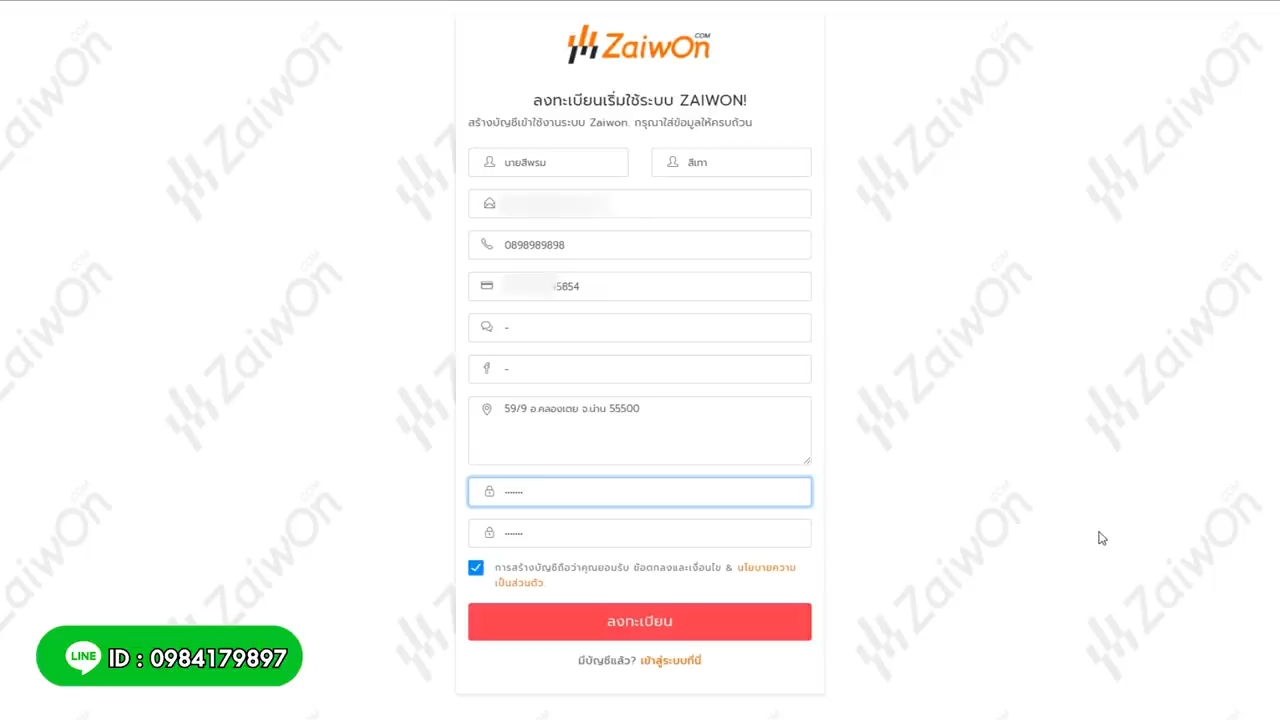 ZaiwOn.COM
ลงทะเบียนเริ่มใช้ระบบ ZAIWON!
สร้างบัญชีเข้าใช้งานระบบ Zaiwon. กรุณาใส่ข้อมูลให้ครบถ้วน
นายสีพรม สีเทา
0898989898
5854
-
-
59/9 อ.คลองเตย จ.น่าน 55500
การสร้างบัญชีถือว่าคุณยอมรับ ข้อตกลงและเงื่อนไข & นโยบายความ
เป็นส่วนตัว.
ลงทะเบียน
มีบัญชีแล้ว? เข้าสู่ระบบที่นี่
LINE ID : 0984179897